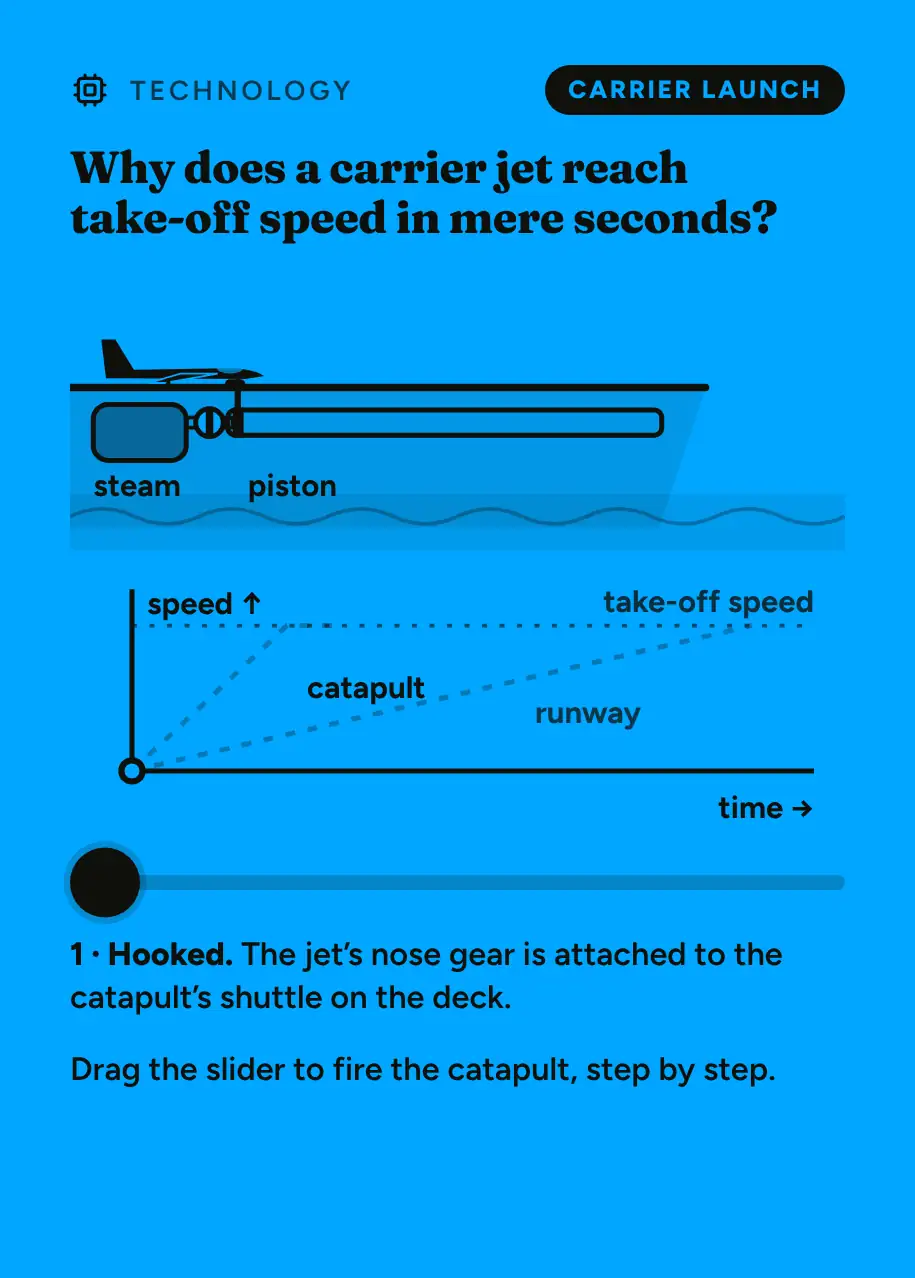 TECHNOLOGY
CARRIER LAUNCH
Why does a carrier jet reach
take-off speed in mere seconds?
steam
piston
speed ↑
take-off speed
catapult
runway
time →
1 · Hooked. The jet’s nose gear is attached to the
catapult’s shuttle on the deck.
Drag the slider to fire the catapult, step by step.